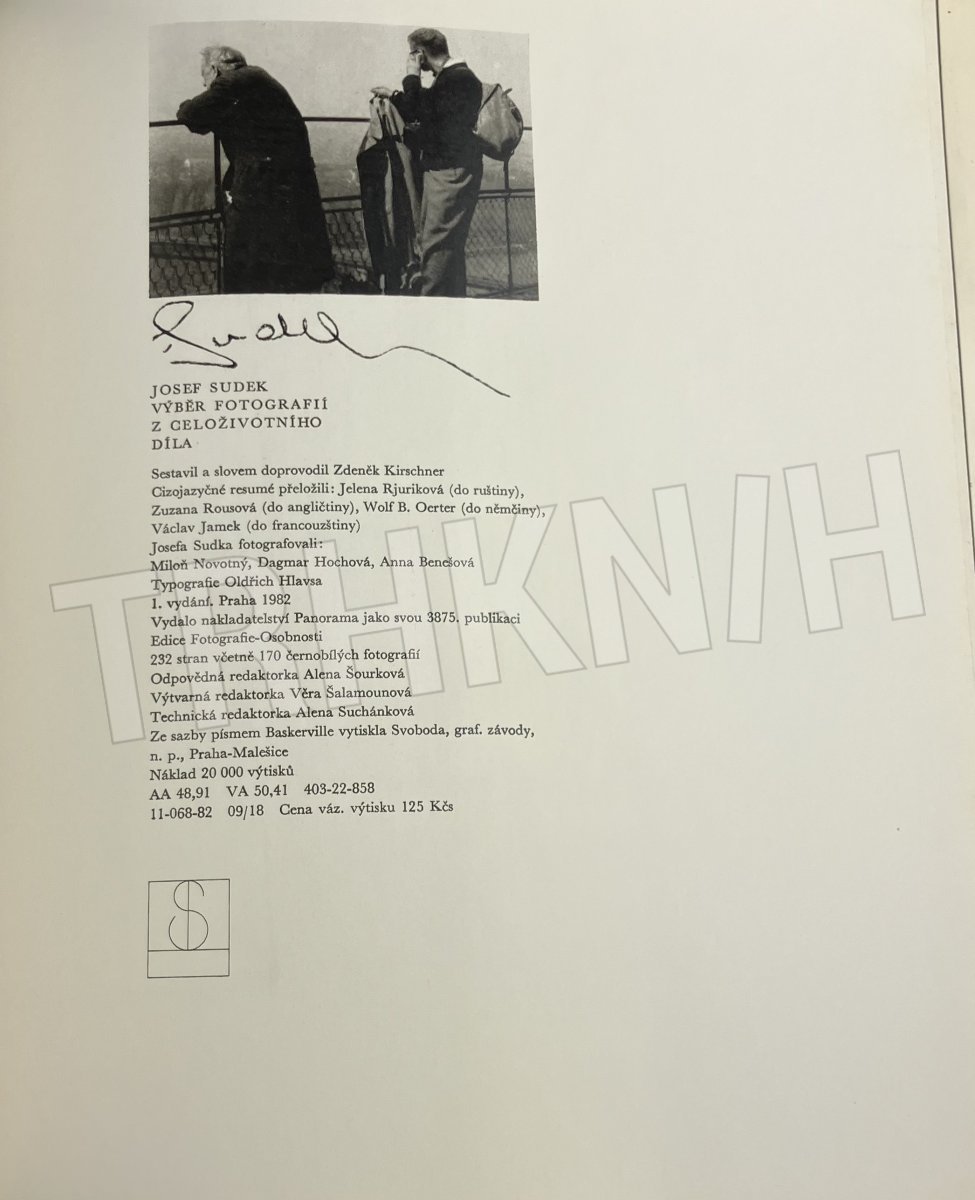 Sudek
JOSEF SUDEK
VÝBĚR FOTOGRAFIÍ
Z CELOŽIVOTNÍHO
DÍLA
Sestavil a slovem doprovodil Zdeněk Kirschner
Cizojazyčné resumé přeložili: Jelena Rjuriková (do ruštiny),
Zuzana Rousová (do angličtiny), Wolf B. Oerter (do němčiny),
Václav Jamek (do francouzštiny)
Josefa Sudka fotografovali:
Miloň Novotný, Dagmar Hochová, Anna Benešová
Typografie Oldřich Hlavsa
1. vydání. Praha 1982
Vydalo nakladatelství Panorama jako svou 3875. publikaci
Edice Fotografie-Osobnosti
232 stran včetně 170 černobílých fotografií
Odpovědná redaktorka Alena Šourková
Výtvarná redaktorka Věra Šalamounová
Technická redaktorka Alena Suchánková
Ze sazby písmem Baskerville vytiskla Svoboda, graf. závody,
n. p., Praha-Malešice
Náklad 20 000 výtisků
AA 48,91 VA 50,41 403-22-858
11-068-82 09/18 Cena váz. výtisku 125 Kčs
TRHKNIH